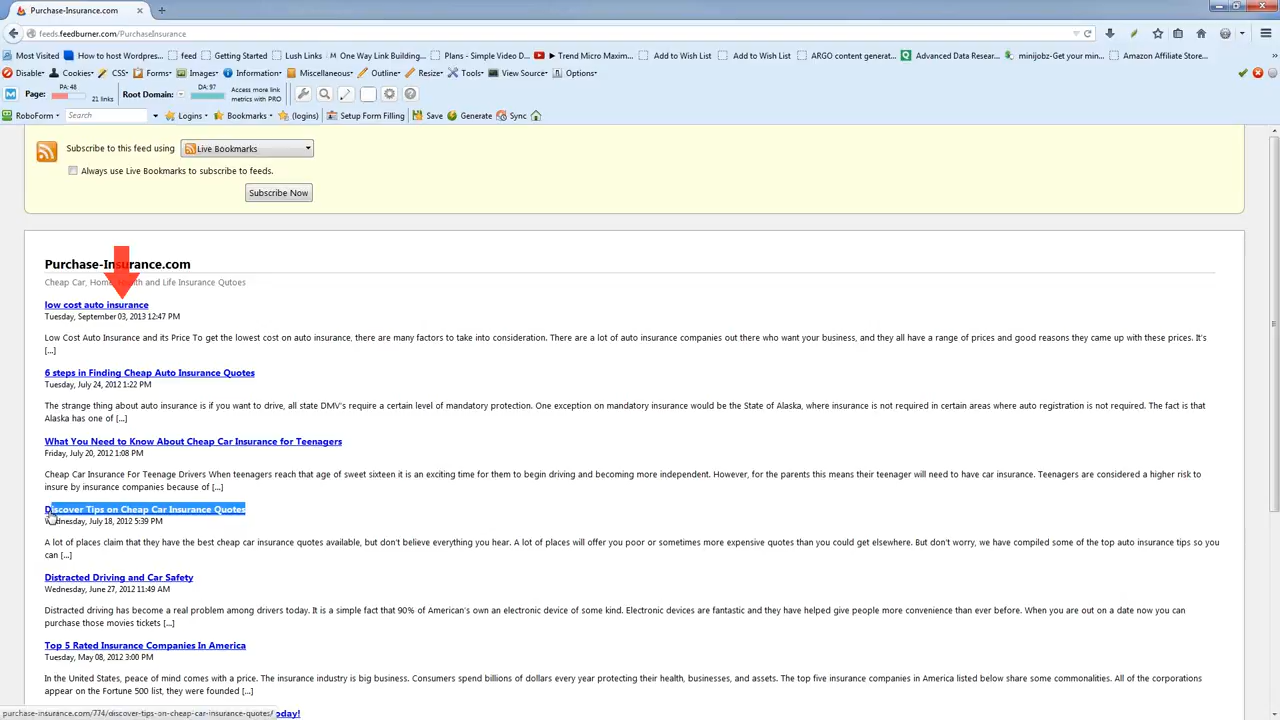 Purchase-Insurance.com
feeds.feedburner.com/PurchaseInsurance
Most Visited How to host Wordpres... feed Getting Started Lush Links One Way Link Building... Plans - Simple Video D... Trend Micro Maxim... Add to Wish List Add to Wish List ARGO content generat... Advanced Data Resear... minijobz-Get your min... Amazon Affiliate Store...
Disable Cookies CSS Forms Images Information Miscellaneous Outline Resize Tools View Source Options
Page: PA: 48 21 links Root Domain: DA: 97 Access more link metrics with PRO
RoboForm Search Logins Bookmarks (logins) Setup Form Filling Save Generate Sync
Subscribe to this feed using Live Bookmarks
Always use Live Bookmarks to subscribe to feeds.
Subscribe Now
Purchase-Insurance.com
Cheap Car, Home, Health and Life Insurance Qutoes
low cost auto insurance
Tuesday, September 03, 2013 12:47 PM
Low Cost Auto Insurance and its Price To get the lowest cost on auto insurance, there are many factors to take into consideration. There are a lot of auto insurance companies out there who want your business, and they all have a range of prices and good reasons they came up with these prices. It's
[...]
6 steps in Finding Cheap Auto Insurance Quotes
Tuesday, July 24, 2012 1:22 PM
The strange thing about auto insurance is if you want to drive, all state DMV's require a certain level of mandatory protection. One exception on mandatory insurance would be the State of Alaska, where insurance is not required in certain areas where auto registration is not required. The fact is that
Alaska has one of [...]
What You Need to Know About Cheap Car Insurance for Teenagers
Friday, July 20, 2012 1:08 PM
Cheap Car Insurance For Teenage Drivers When teenagers reach that age of sweet sixteen it is an exciting time for them to begin driving and becoming more independent. However, for the parents this means their teenager will need to have car insurance. Teenagers are considered a higher risk to
insure by insurance companies because of [...]
Discover Tips on Cheap Car Insurance Quotes
Wednesday, July 18, 2012 5:39 PM
A lot of places claim that they have the best cheap car insurance quotes available, but don't believe everything you hear. A lot of places will offer you poor or sometimes more expensive quotes than you could get elsewhere. But don't worry, we have compiled some of the top auto insurance tips so you
can [...]
Distracted Driving and Car Safety
Wednesday, June 27, 2012 11:49 AM
Distracted driving has become a real problem among drivers today. It is a simple fact that 90% of American's own an electronic device of some kind. Electronic devices are fantastic and they have helped give people more convenience than ever before. When you are out on a date now you can
purchase those movies tickets [...]
Top 5 Rated Insurance Companies In America
Tuesday, May 08, 2012 3:00 PM
In the United States, peace of mind comes with a price. The insurance industry is big business. Consumers spend billions of dollars every year protecting their health, businesses, and assets. The top five insurance companies in America listed below share some commonalities. All of the corporations
appear on the Fortune 500 list, they were founded [...]
purchase-insurance.com/774/discover-tips-on-cheap-car-insurance-quotes/ oday!